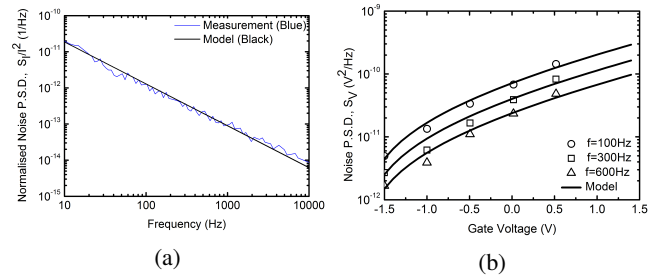 Normalised Noise P.S.D., S_I/I^2 (1/Hz)
10^-10
10^-11
10^-12
10^-13
10^-14
10^-15
Measurement (Blue)
Model (Black)
10 100 1000 10000
Frequency (Hz)
(a)
Noise P.S.D., S_V (V^2/Hz)
10^-9
10^-10
10^-11
10^-12
f=100Hz
f=300Hz
f=600Hz
Model
-1.5 -1.0 -0.5 0.0 0.5 1.0 1.5
Gate Voltage (V)
(b)